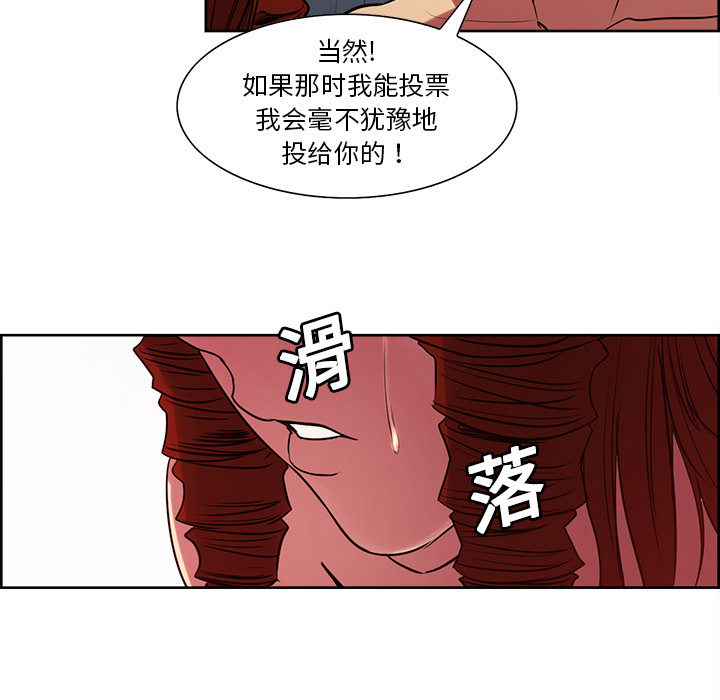 当然!
如果那时我能投票
我会毫不犹豫地
投给你的！
滑
落